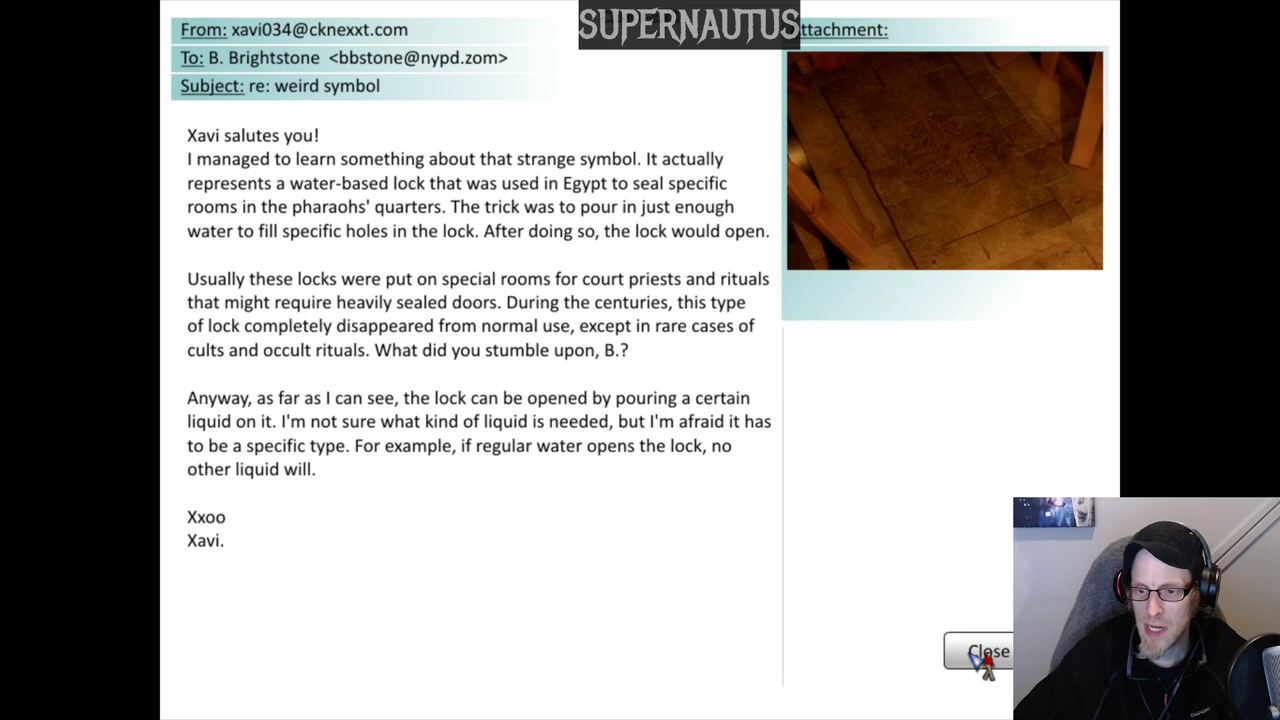 SUPERNAUTUS
From: xavi034@cknexxt.com
To: B. Brightstone <bbstone@nypd.zom>
Subject: re: weird symbol
ttachment:
Xavi salutes you!
I managed to learn something about that strange symbol. It actually
represents a water-based lock that was used in Egypt to seal specific
rooms in the pharaohs' quarters. The trick was to pour in just enough
water to fill specific holes in the lock. After doing so, the lock would open.
Usually these locks were put on special rooms for court priests and rituals
that might require heavily sealed doors. During the centuries, this type
of lock completely disappeared from normal use, except in rare cases of
cults and occult rituals. What did you stumble upon, B.?
Anyway, as far as I can see, the lock can be opened by pouring a certain
liquid on it. I'm not sure what kind of liquid is needed, but I'm afraid it has
to be a specific type. For example, if regular water opens the lock, no
other liquid will.
Xxoo
Xavi.
Close